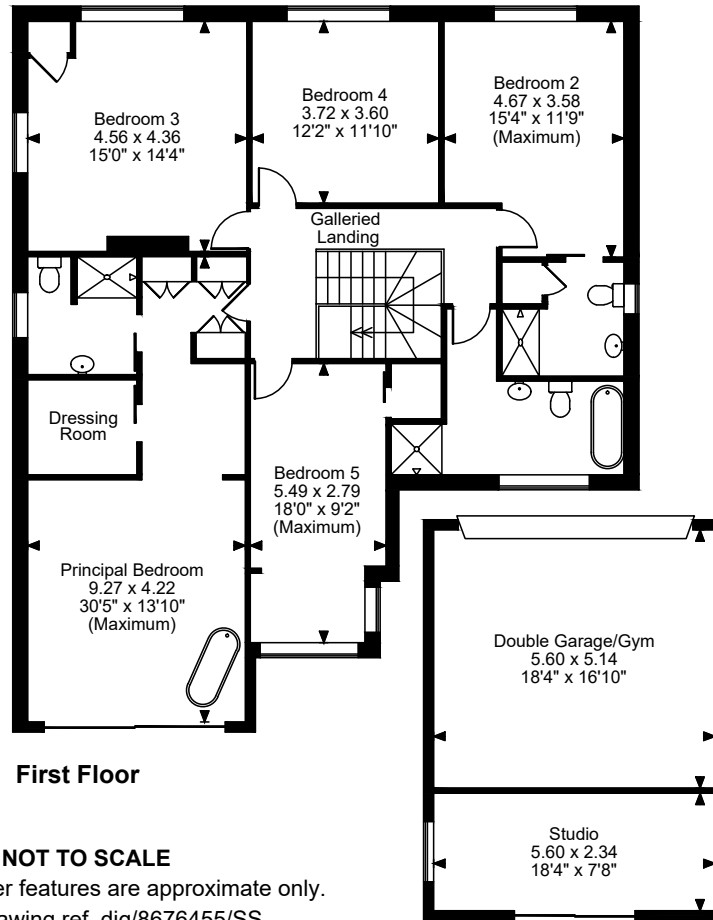 Bedroom 3
4.56 x 4.36
15'0" x 14'4"
Bedroom 4
3.72 x 3.60
12'2" x 11'10"
Bedroom 2
4.67 x 3.58
15'4" x 11'9"
(Maximum)
Galleried
Landing
Dressing
Room
Bedroom 5
5.49 x 2.79
18'0" x 9'2"
(Maximum)
Principal Bedroom
9.27 x 4.22
30'5" x 13'10"
(Maximum)
Double Garage/Gym
5.60 x 5.14
18'4" x 16'10"
First Floor
Studio
5.60 x 2.34
18'4" x 7'8"
NOT TO SCALE
er features are approximate only.